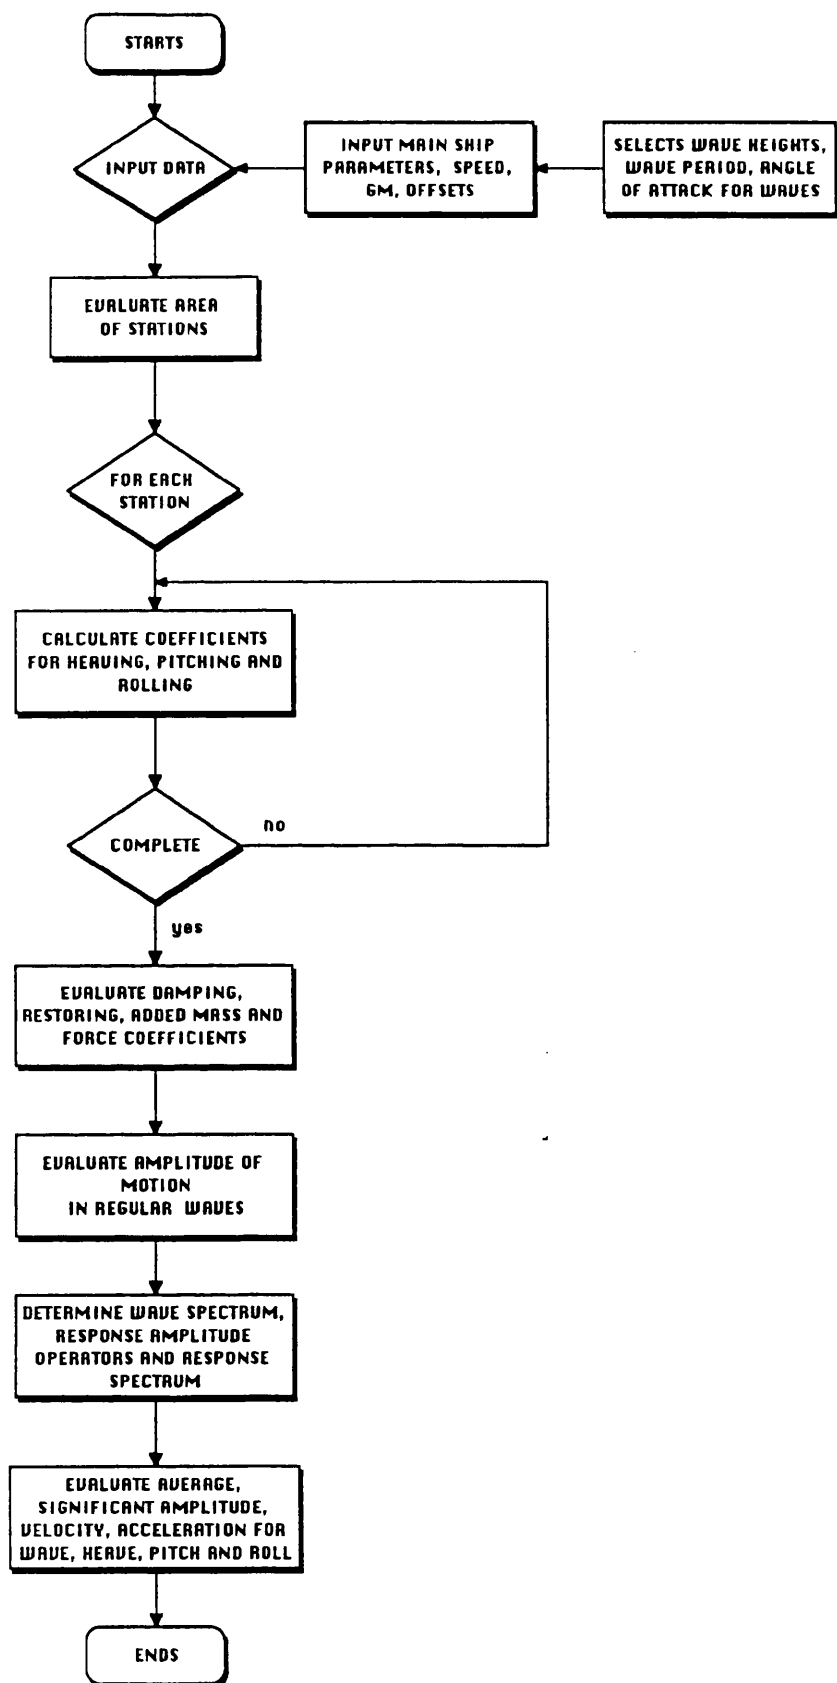 STARTS
INPUT DATA
INPUT MAIN SHIP
PARAMETERS, SPEED,
GM, OFFSETS
SELECTS WAVE HEIGHTS,
WAVE PERIOD, ANGLE
OF ATTACK FOR WAVES
EVALUATE AREA
OF STATIONS
FOR EACH
STATION
CALCULATE COEFFICIENTS
FOR HEAVING, PITCHING AND
ROLLING
COMPLETE
no
yes
EVALUATE DAMPING,
RESTORING, ADDED MASS AND
FORCE COEFFICIENTS
EVALUATE AMPLITUDE OF
MOTION
IN REGULAR WAVES
DETERMINE WAVE SPECTRUM,
RESPONSE AMPLITUDE
OPERATORS AND RESPONSE
SPECTRUM
EVALUATE AVERAGE,
SIGNIFICANT AMPLITUDE,
VELOCITY, ACCELERATION FOR
WAVE, HEAVE, PITCH AND ROLL
ENDS